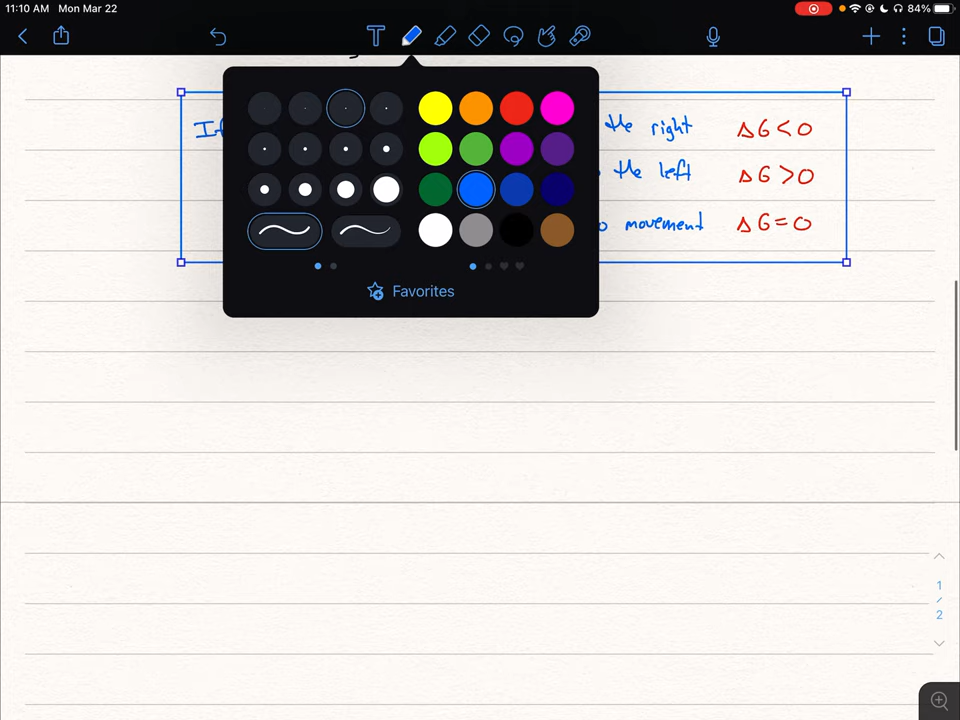 11:10 AM Mon Mar 22
84%
T
If the right ΔG < 0
the left ΔG > 0
movement ΔG = 0
Favorites
1
2